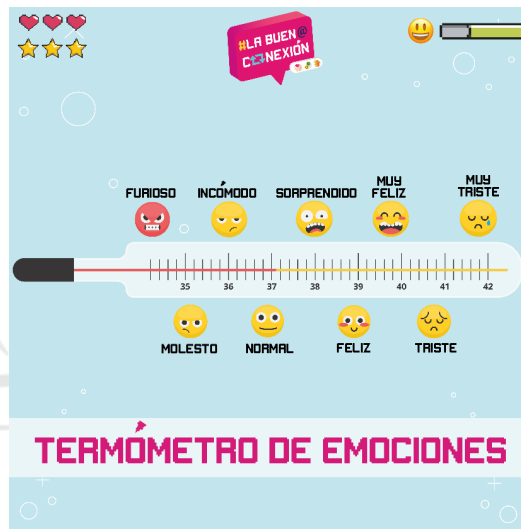 #LA BUEN@
CONEXIÓN
FURIOSO INCÓMODO SORPRENDIDO MUY FELIZ MUY TRISTE
35 36 37 38 39 40 41 42
MOLESTO NORMAL FELIZ TRISTE
TERMÓMETRO DE EMOCIONES